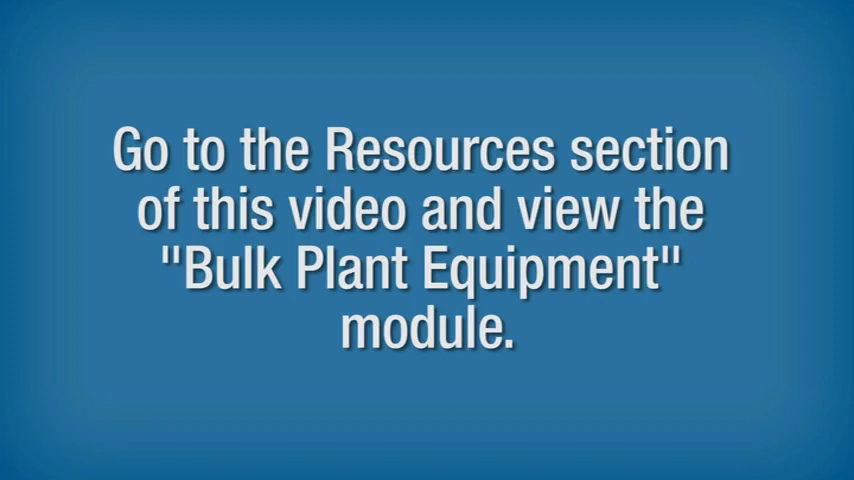 Go to the Resources section
of this video and view the
"Bulk Plant Equipment"
module.